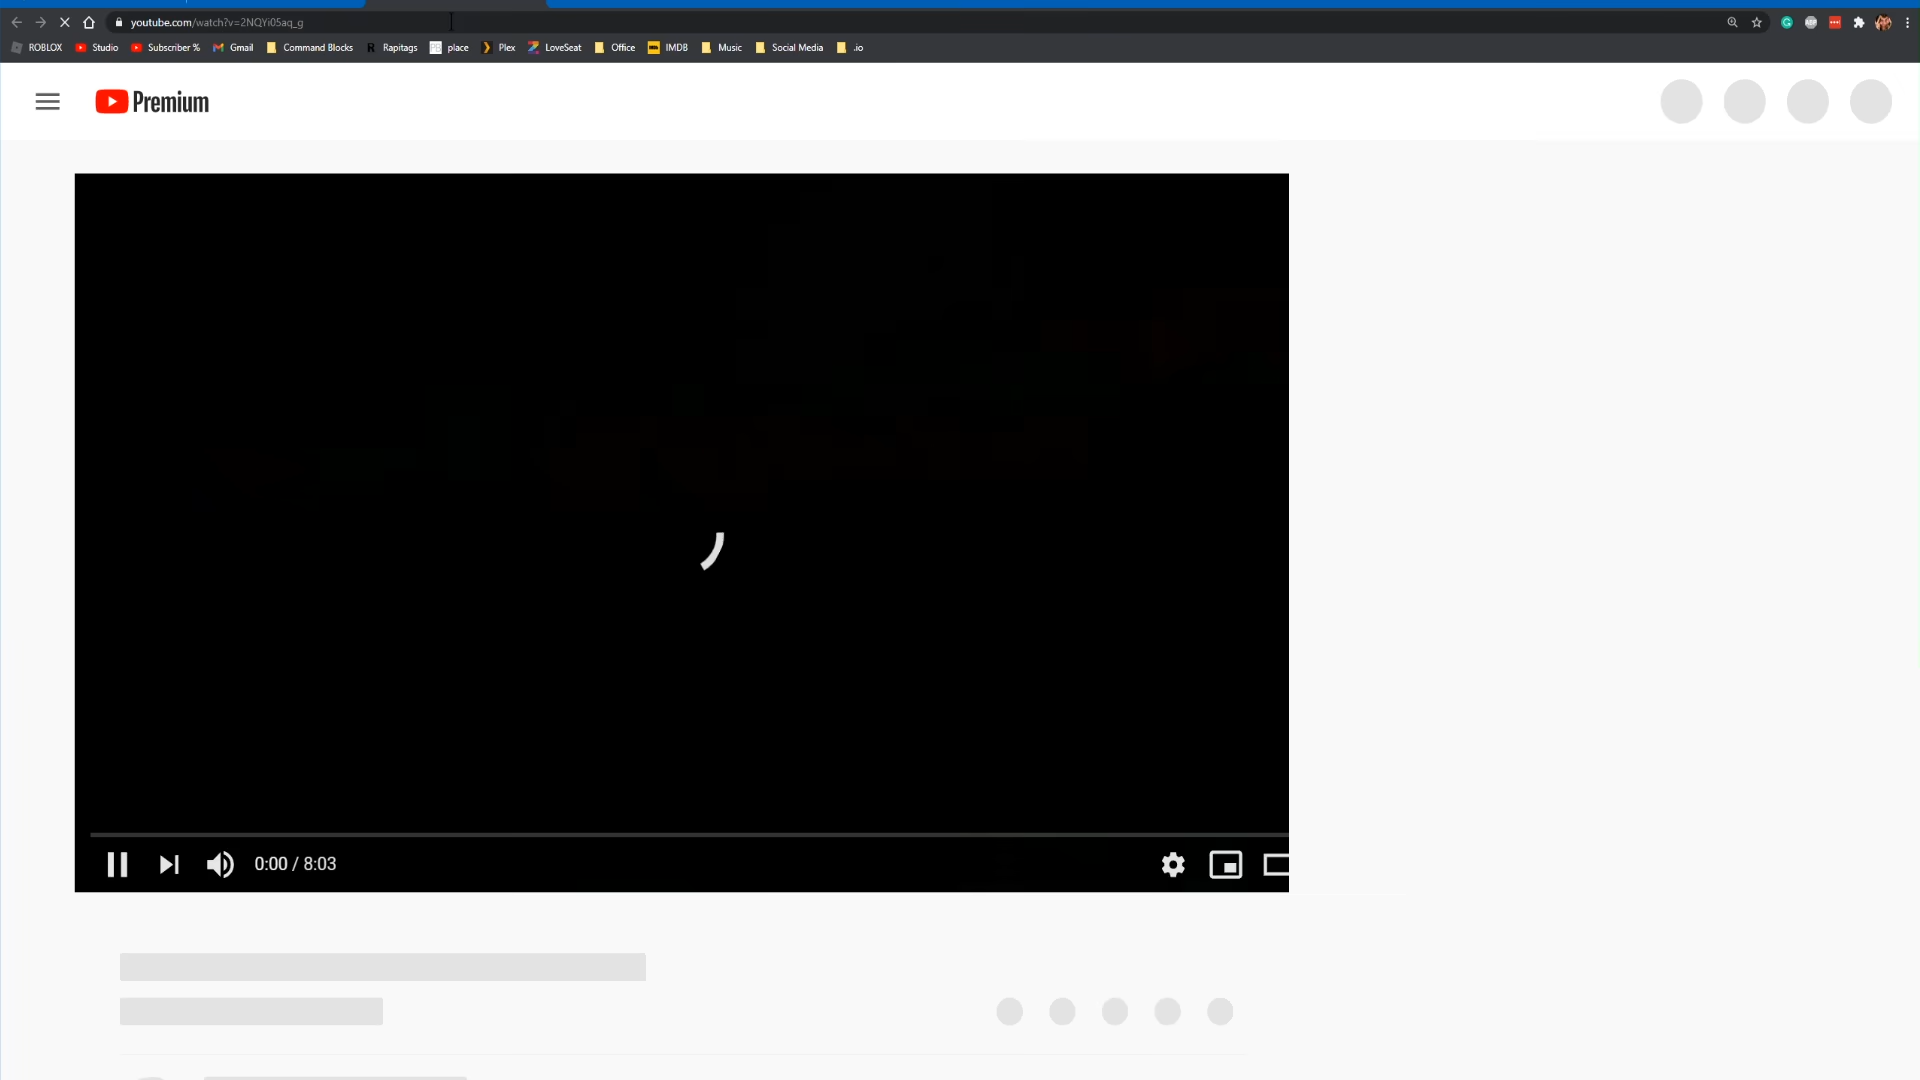 youtube.com/watch?v=2NQYi05aq_g
ROBLOX Studio Subscriber % Gmail Command Blocks R Rapitags place Plex LoveSeat Office IMDB Music Social Media .io
Premium
0:00 / 8:03